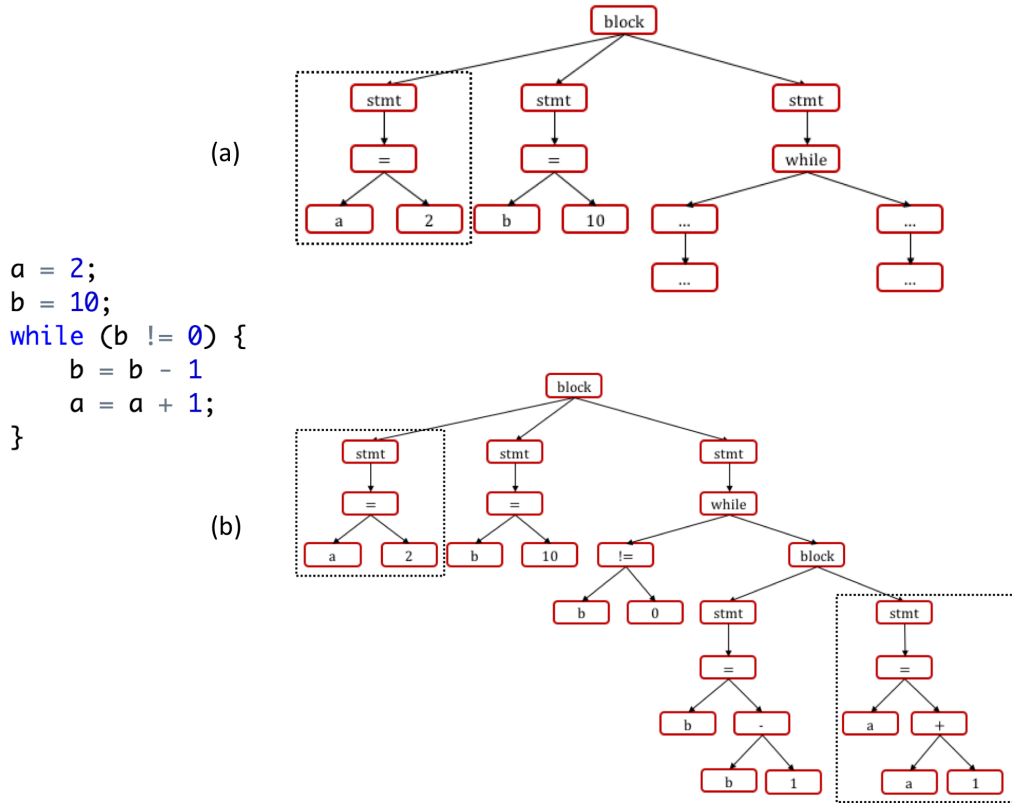 block
stmt stmt stmt
(a)
= = while
a 2 b 10 ... ...
... ...
a = 2;
b = 10;
while (b != 0) {
b = b - 1
a = a + 1;
}
block
stmt stmt stmt
= = while
(b)
a 2 b 10 != block
b 0 stmt stmt
= =
b - a +
b 1 a 1